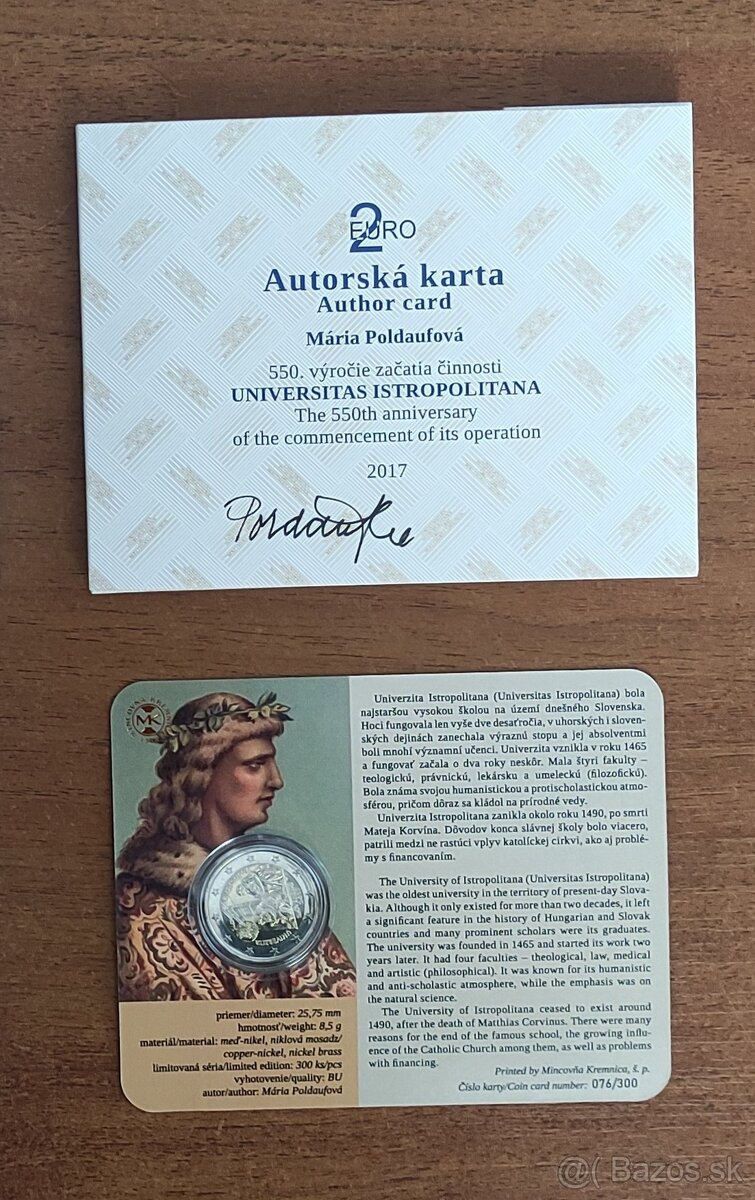 2
EURO
Autorská karta
Author card
Mária Poldaufová
550. výročie začatia činnosti
UNIVERSITAS ISTROPOLITANA
The 550th anniversary
of the commencement of its operation
2017
MK
priemer/diameter: 25,75 mm
hmotnosť/weight: 8,5 g
materiál/material: meď-nikel, niklová mosadz/
copper-nickel, nickel brass
limitovaná séria/limited edition: 300 ks/pcs
vyhotovenie/quality: BU
autor/author: Mária Poldaufová
Univerzita Istropolitana (Universitas Istropolitana) bola
najstaršou vysokou školou na území dnešného Slovenska.
Hoci fungovala len vyše dve desaťročia, v uhorských i sloven-
ských dejinách zanechala výraznú stopu a jej absolventmi
boli mnohí významní učenci. Univerzita vznikla v roku 1465
a fungovať začala o dva roky neskôr. Mala štyri fakulty –
teologickú, právnickú, lekársku a umeleckú (filozofickú).
Bola známa svojou humanistickou a protischolastickou atmo-
sférou, pričom dôraz sa kládol na prírodné vedy.
Univerzita Istropolitana zanikla okolo roku 1490, po smrti
Mateja Korvína. Dôvodov konca slávnej školy bolo viacero,
patrili medzi ne rastúci vplyv katolíckej cirkvi, ako aj problé-
my s financovaním.
The University of Istropolitana (Universitas Istropolitana)
was the oldest university in the territory of present-day Slova-
kia. Although it only existed for more than two decades, it left
a significant feature in the history of Hungarian and Slovak
countries and many prominent scholars were its graduates.
The university was founded in 1465 and started its work two
years later. It had four faculties – theological, law, medical
and artistic (philosophical). It was known for its humanistic
and anti-scholastic atmosphere, while the emphasis was on
the natural science.
The University of Istropolitana ceased to exist around
1490, after the death of Matthias Corvinus. There were many
reasons for the end of the famous school, the growing influ-
ence of the Catholic Church among them, as well as problems
with financing.
Printed by Mincovňa Kremnica, š. p.
Číslo karty/Coin card number: 076/300
@( Bazos.sk